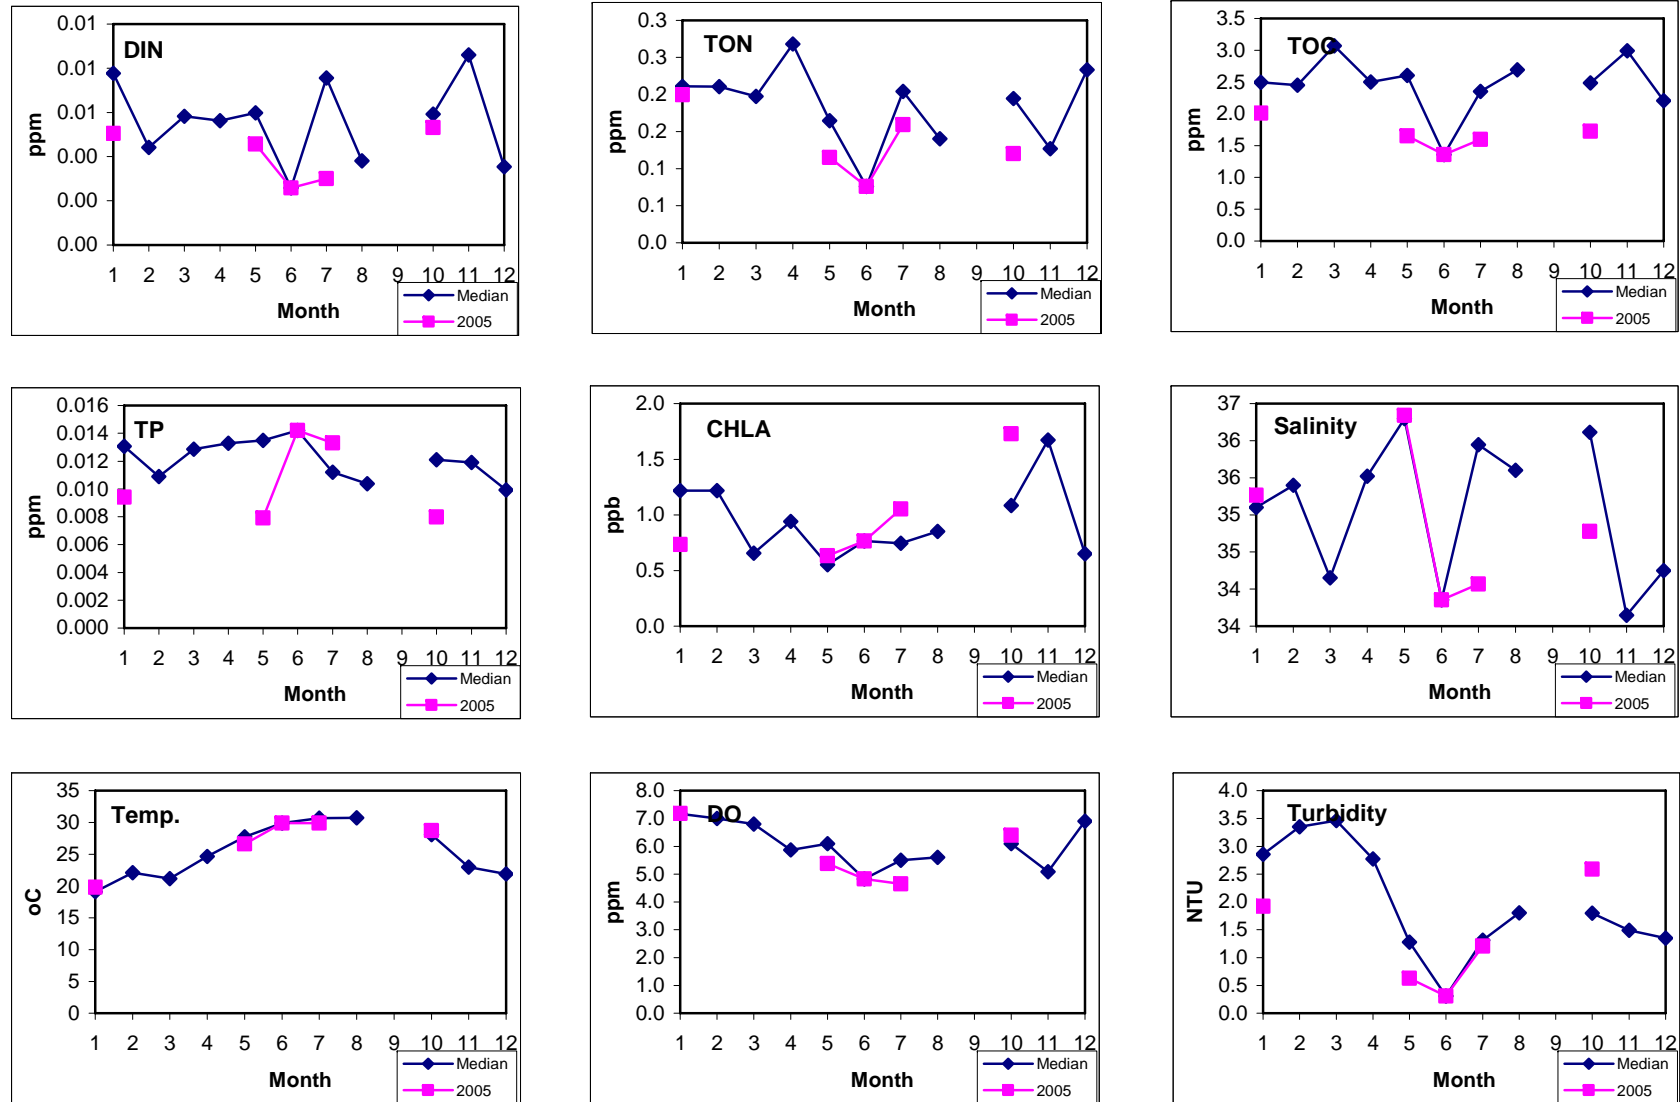 DIN
ppm
0.01
0.01
0.01
0.00
0.00
0.00
1 2 3 4 5 6 7 8 9 10 11 12
Month
Median
2005
TON
ppm
0.3
0.3
0.2
0.2
0.1
0.1
0.0
1 2 3 4 5 6 7 8 9 10 11 12
Month
Median
2005
TOC
ppm
3.5
3.0
2.5
2.0
1.5
1.0
0.5
0.0
1 2 3 4 5 6 7 8 9 10 11 12
Month
Median
2005
TP
ppm
0.016
0.014
0.012
0.010
0.008
0.006
0.004
0.002
0.000
1 2 3 4 5 6 7 8 9 10 11 12
Month
Median
2005
CHLA
ppb
2.0
1.5
1.0
0.5
0.0
1 2 3 4 5 6 7 8 9 10 11 12
Month
Median
2005
Salinity
37
36
36
35
35
34
34
1 2 3 4 5 6 7 8 9 10 11 12
Month
Median
2005
Temp.
oC
35
30
25
20
15
10
5
0
1 2 3 4 5 6 7 8 9 10 11 12
Month
Median
2005
DO
ppm
8.0
7.0
6.0
5.0
4.0
3.0
2.0
1.0
0.0
1 2 3 4 5 6 7 8 9 10 11 12
Month
Median
2005
Turbidity
NTU
4.0
3.5
3.0
2.5
2.0
1.5
1.0
0.5
0.0
1 2 3 4 5 6 7 8 9 10 11 12
Month
Median
2005